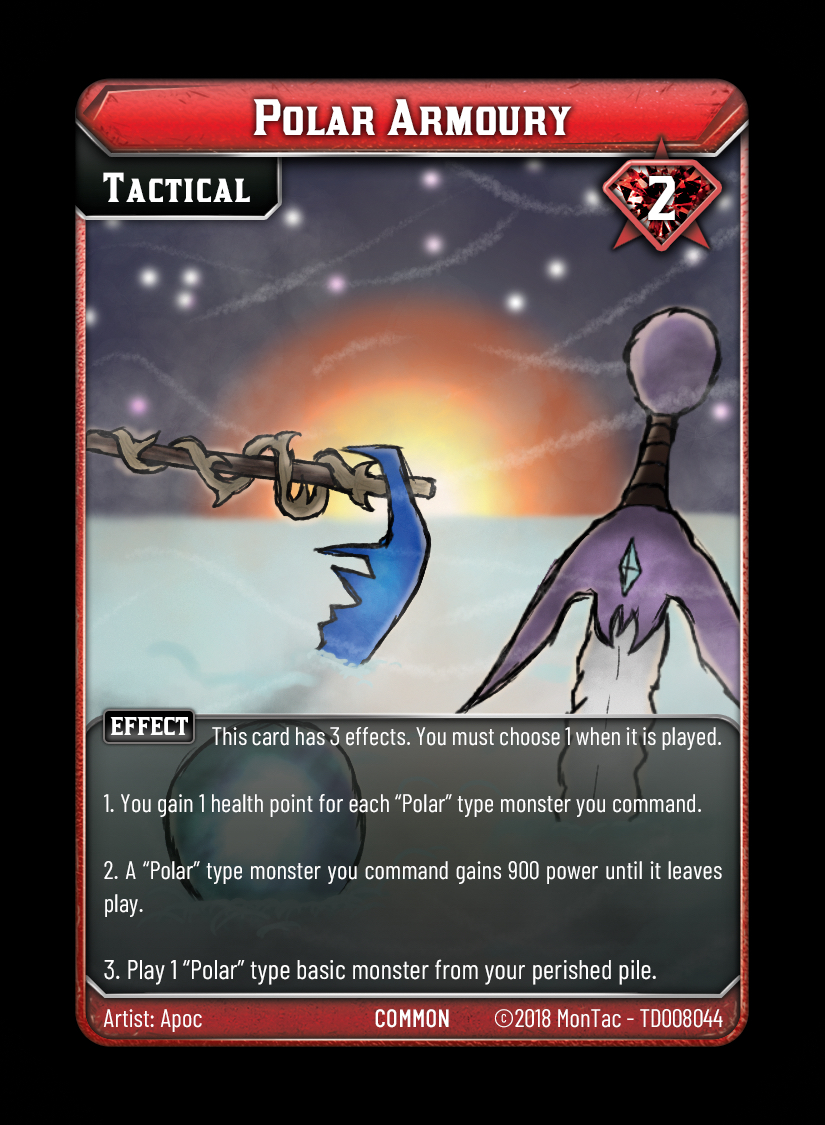 Polar Armoury
Tactical
2
EFFECT
This card has 3 effects. You must choose 1 when it is played.
1. You gain 1 health point for each “Polar” type monster you command.
2. A “Polar” type monster you command gains 900 power until it leaves
play.
3. Play 1 “Polar” type basic monster from your perished pile.
Artist: Apoc
COMMON
©2018 MonTac - TD008044